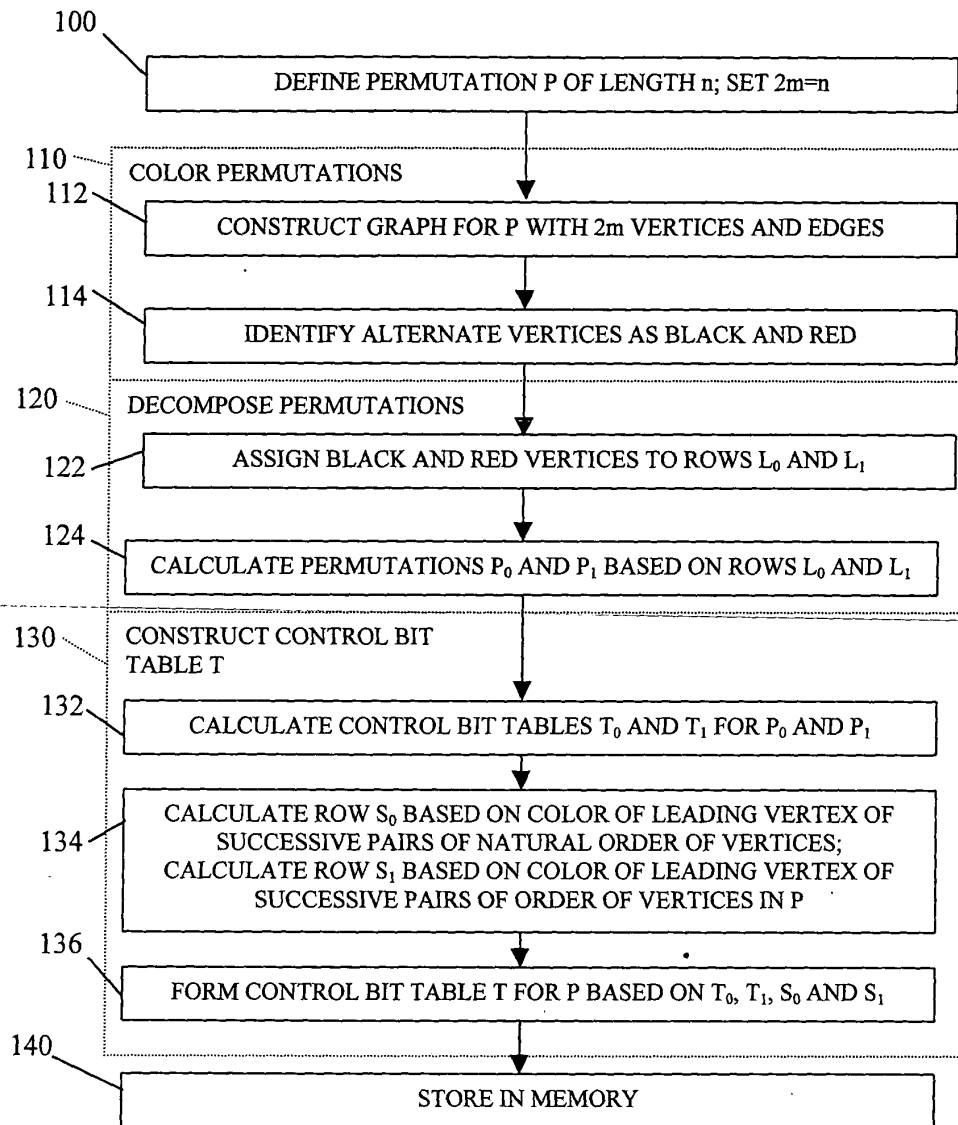 100
DEFINE PERMUTATION P OF LENGTH n; SET 2m=n
110
COLOR PERMUTATIONS
112
CONSTRUCT GRAPH FOR P WITH 2m VERTICES AND EDGES
114
IDENTIFY ALTERNATE VERTICES AS BLACK AND RED
120
DECOMPOSE PERMUTATIONS
122
ASSIGN BLACK AND RED VERTICES TO ROWS L₀ AND L₁
124
CALCULATE PERMUTATIONS P₀ AND P₁ BASED ON ROWS L₀ AND L₁
130
CONSTRUCT CONTROL BIT
TABLE T
132
CALCULATE CONTROL BIT TABLES T₀ AND T₁ FOR P₀ AND P₁
134
CALCULATE ROW S₀ BASED ON COLOR OF LEADING VERTEX OF
SUCCESSIVE PAIRS OF NATURAL ORDER OF VERTICES;
CALCULATE ROW S₁ BASED ON COLOR OF LEADING VERTEX OF
SUCCESSIVE PAIRS OF ORDER OF VERTICES IN P
136
FORM CONTROL BIT TABLE T FOR P BASED ON T₀, T₁, S₀ AND S₁
140
STORE IN MEMORY